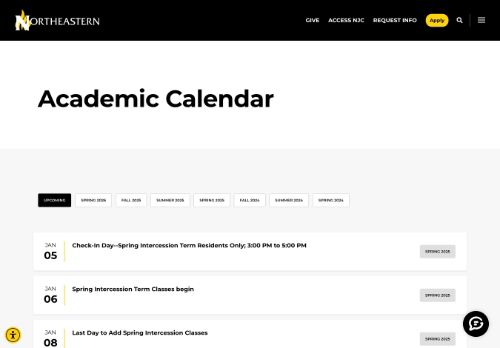 NORTHEASTERN
GIVE ACCESS NJC REQUEST INFO Apply
Academic Calendar
UPCOMING SPRING 2026 FALL 2025 SUMMER 2025 SPRING 2025 FALL 2024 SUMMER 2024 SPRING 2024
JAN
05
Check-In Day--Spring Intercession Term Residents Only; 3:00 PM to 5:00 PM
SPRING 2025
JAN
06
Spring Intercession Term Classes begin
SPRING 2025
JAN
08
Last Day to Add Spring Intercession Classes
SPRING 2025